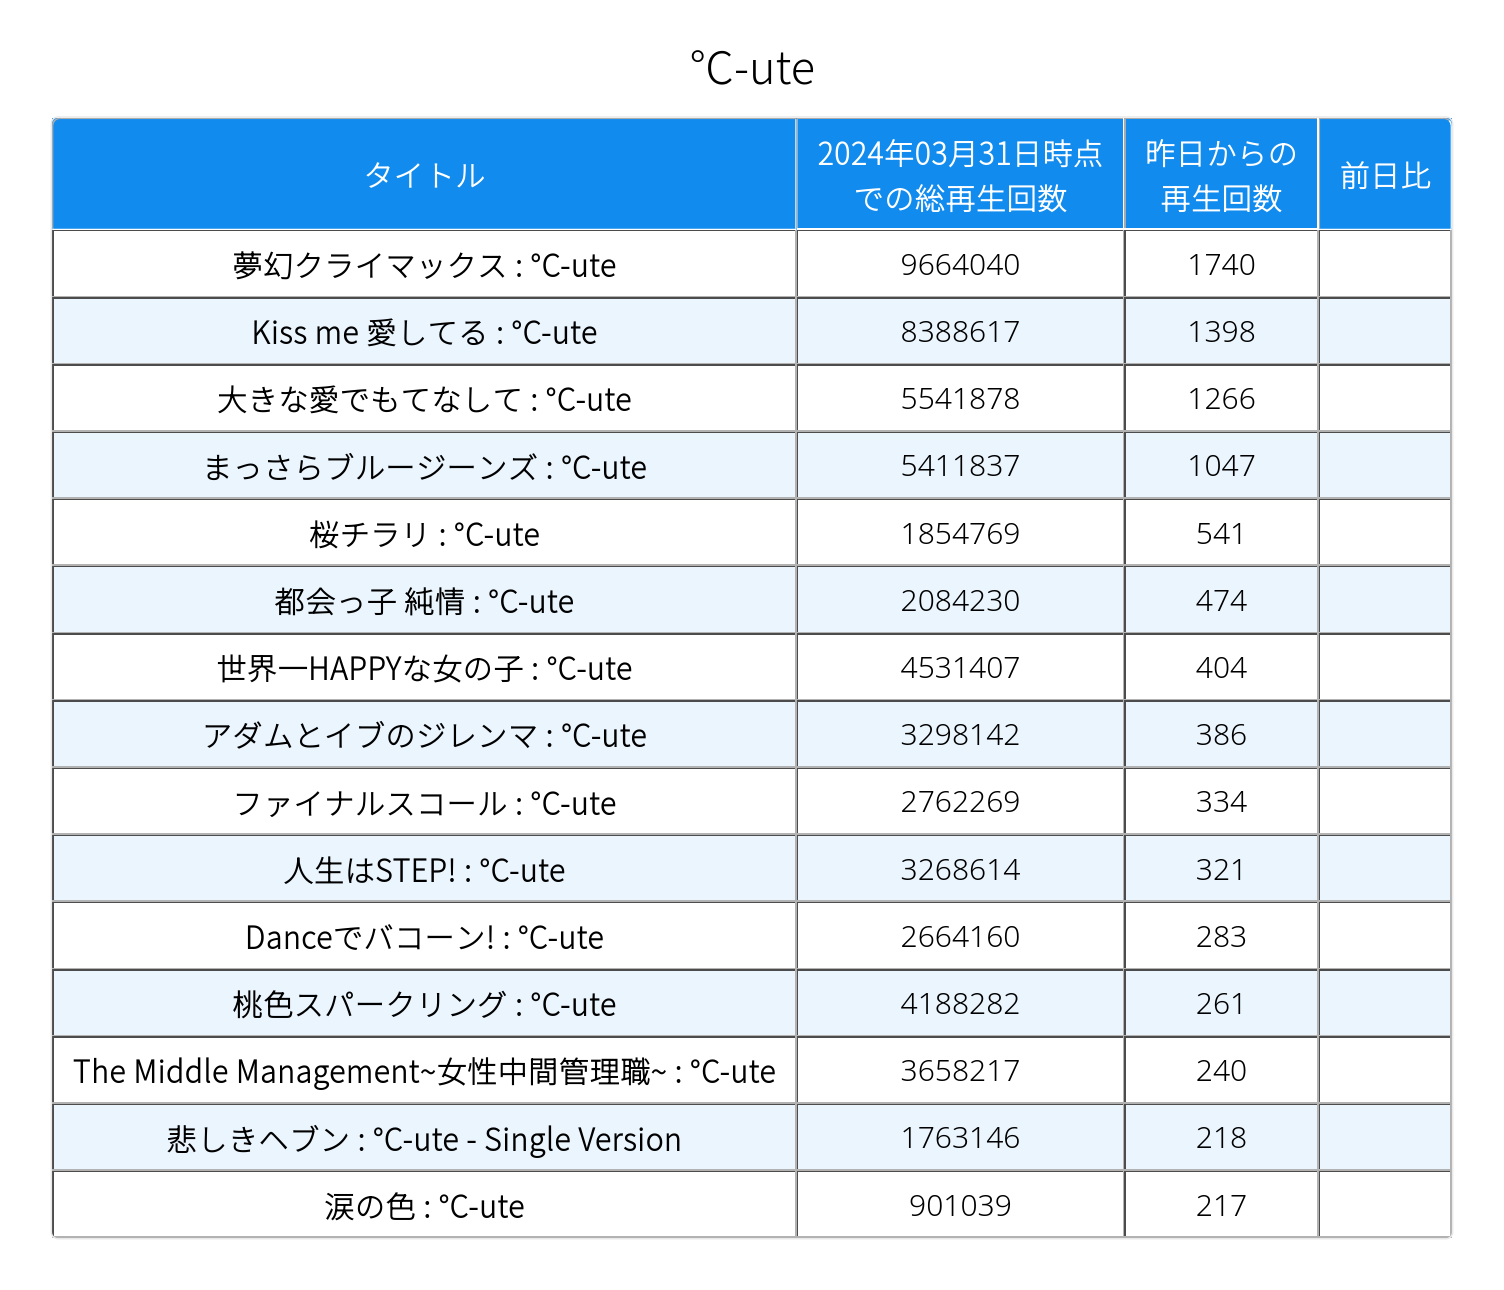 ℃-ute
タイトル
2024年03月31日時点
での総再生回数
昨日からの
再生回数
前日比
夢幻クライマックス : ℃-ute 9664040 1740
Kiss me 愛してる : ℃-ute 8388617 1398
大きな愛でもてなして : ℃-ute 5541878 1266
まっさらブルージーンズ : ℃-ute 5411837 1047
桜チラリ : ℃-ute 1854769 541
都会っ子 純情 : ℃-ute 2084230 474
世界一HAPPYな女の子 : ℃-ute 4531407 404
アダムとイブのジレンマ : ℃-ute 3298142 386
ファイナルスコール : ℃-ute 2762269 334
人生はSTEP! : ℃-ute 3268614 321
Danceでバコーン! : ℃-ute 2664160 283
桃色スパークリング : ℃-ute 4188282 261
The Middle Management~女性中間管理職~ : ℃-ute 3658217 240
悲しきヘブン : ℃-ute - Single Version 1763146 218
涙の色 : ℃-ute 901039 217